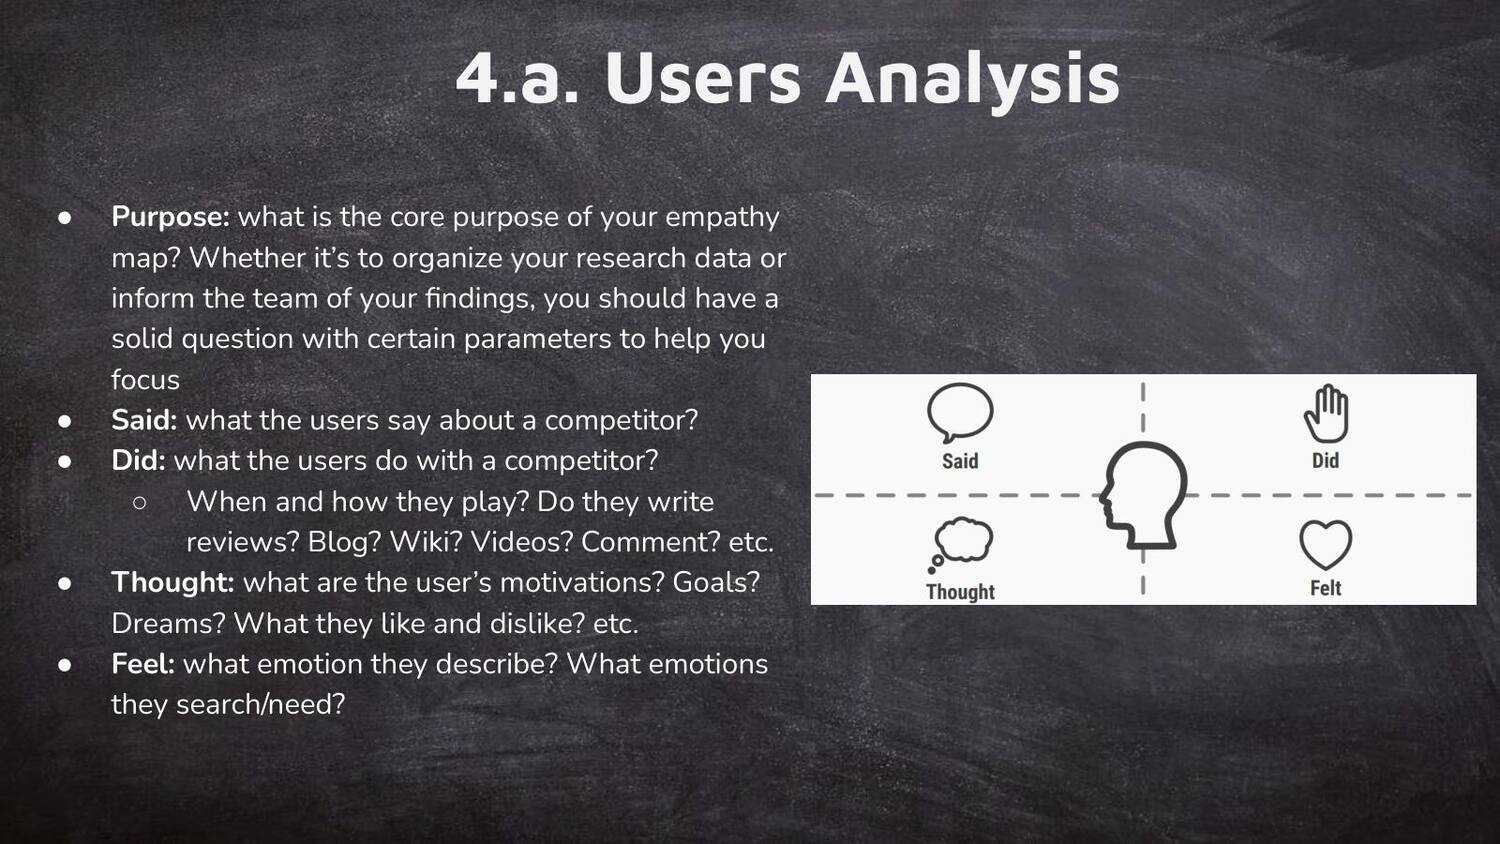 4.a. Users Analysis
● Purpose: what is the core purpose of your empathy
map? Whether it’s to organize your research data or
inform the team of your findings, you should have a
solid question with certain parameters to help you
focus
● Said: what the users say about a competitor?
● Did: what the users do with a competitor?
○ When and how they play? Do they write
reviews? Blog? Wiki? Videos? Comment? etc.
● Thought: what are the user’s motivations? Goals?
Dreams? What they like and dislike? etc.
● Feel: what emotion they describe? What emotions
they search/need?
Said
Did
Thought
Felt